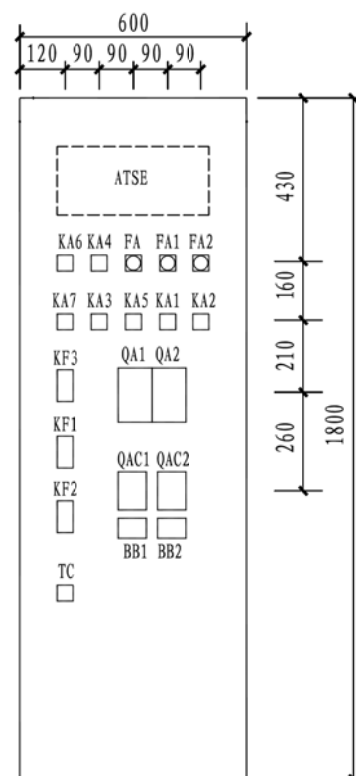 600
120 90 90 90 90
ATSE
430
KA6 KA4 FA FA1 FA2
160
KA7 KA3 KA5 KA1 KA2
210
KF3 QA1 QA2
1800
KF1 260
QAC1 QAC2
KF2
BB1 BB2
TC